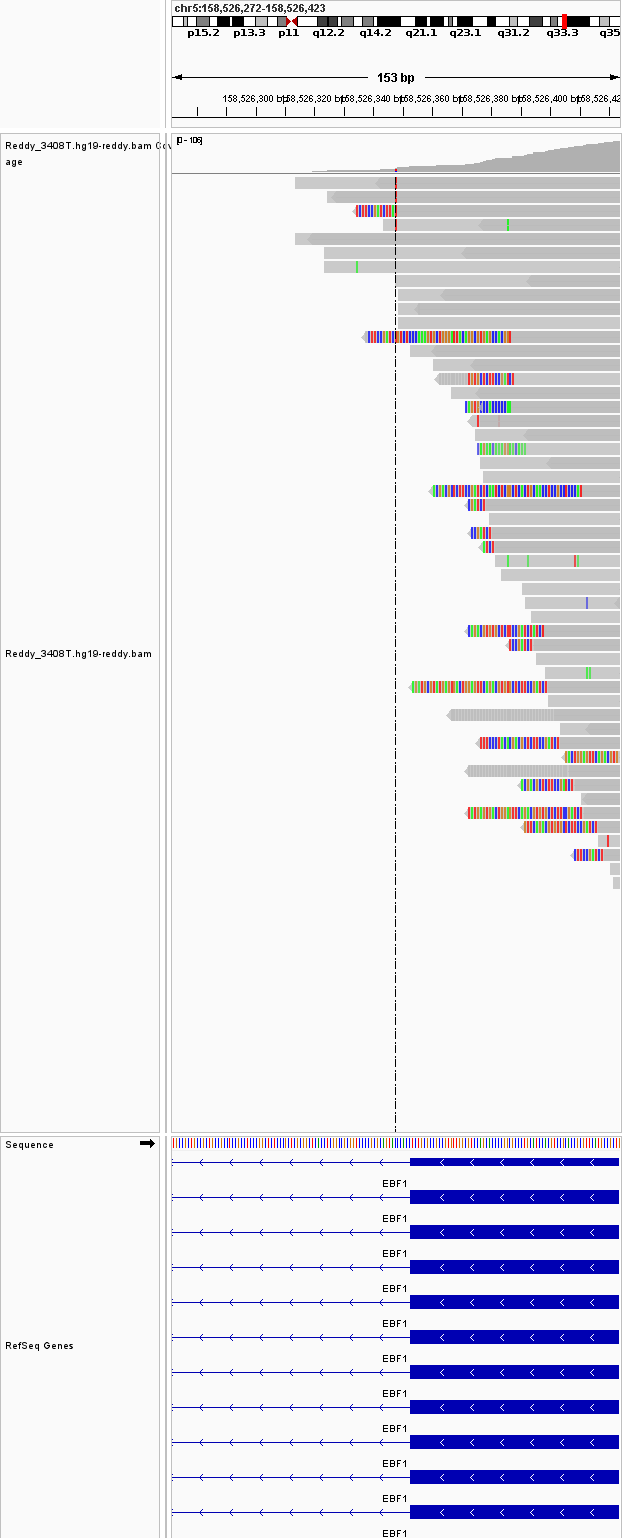 chr5:158,526,272-158,526,423
p15.2 p13.3 p11 q12.2 q14.2 q21.1 q23.1 q31.2 q33.3 q35
153 bp
158,526,300 bp 158,526,320 bp 158,526,340 bp 158,526,360 bp 158,526,380 bp 158,526,400 bp 158,526,42
Reddy_3408T.hg19-reddy.bam Cov
age
[0 - 106]
Reddy_3408T.hg19-reddy.bam
Sequence
EBF1
EBF1
EBF1
EBF1
EBF1
RefSeq Genes
EBF1
EBF1
EBF1
EBF1
EBF1
EBF1